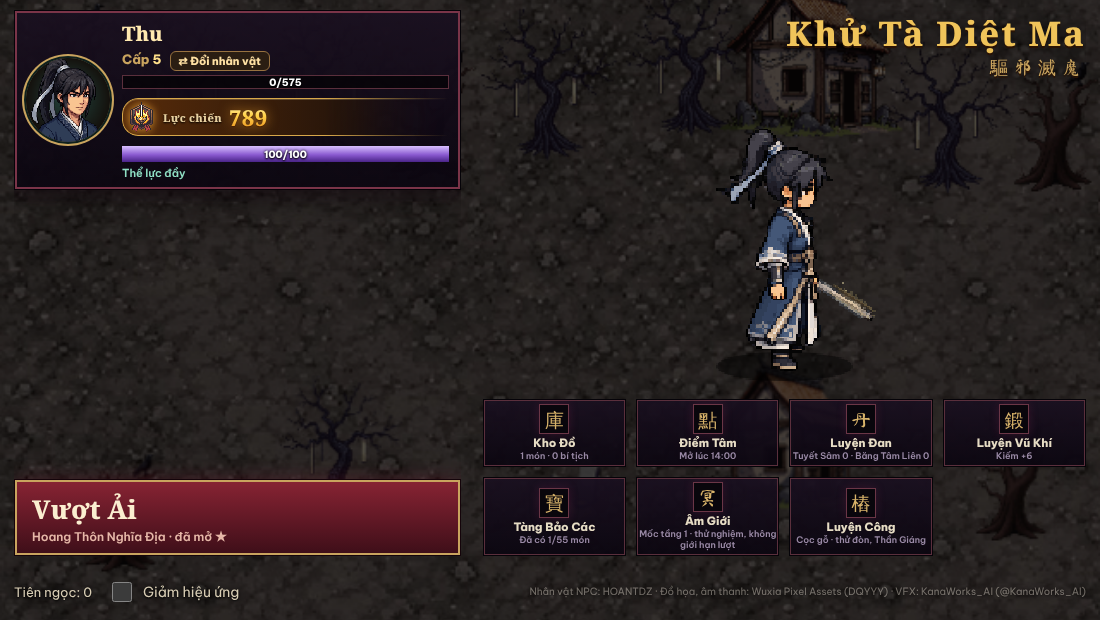 Thu
Cấp 5
⇄ Đổi nhân vật
0/575
Lực chiến 789
100/100
Thể lực đầy
Khử Tà Diệt Ma
驅邪滅魔
庫
Kho Đồ
1 món · 0 bí tịch
點
Điểm Tâm
Mở lúc 14:00
丹
Luyện Đan
Tuyết Sâm 0 · Băng Tâm Liên 0
鍛
Luyện Vũ Khí
Kiếm +6
Vượt Ải
Hoang Thôn Nghĩa Địa · đã mở ★
寶
Tàng Bảo Các
Đã có 1/55 món
冥
Âm Giới
Mốc tầng 1 · thử nghiệm, không
giới hạn lượt
樁
Luyện Công
Cọc gỗ · thử đòn, Thần Giáng
Tiên ngọc: 0
Giảm hiệu ứng
Nhân vật NPC: HOANTDZ · Đồ họa, âm thanh: Wuxia Pixel Assets (DQYYY) · VFX: KanaWorks_AI (@KanaWorks_AI)